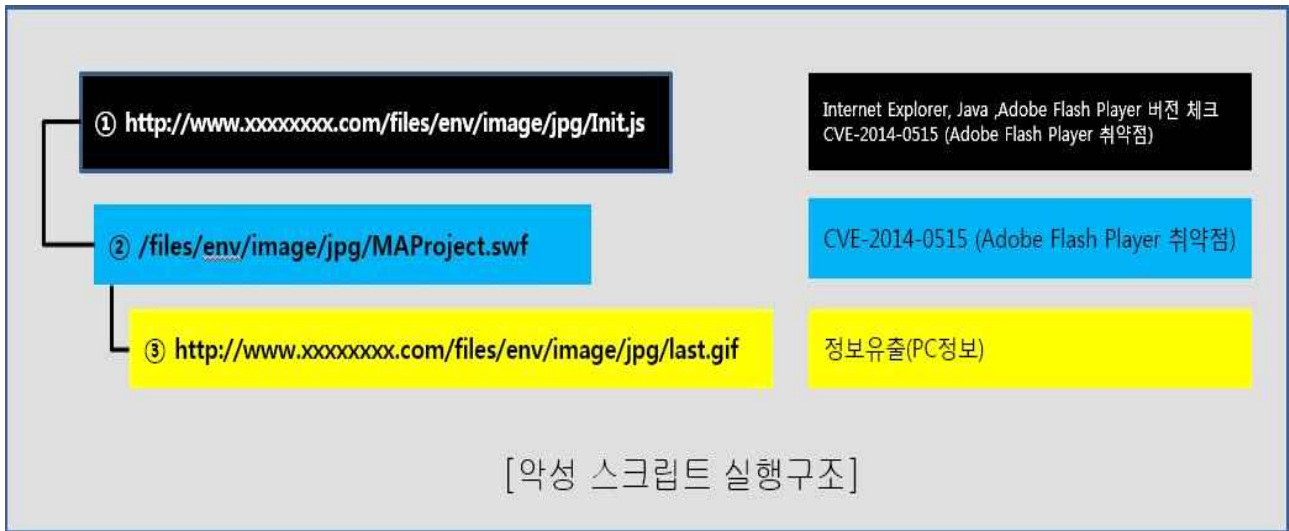 ① http://www.xxxxxxxx.com/files/env/image/jpg/Init.js
Internet Explorer, Java ,Adobe Flash Player 버전 체크
CVE-2014-0515 (Adobe Flash Player 취약점)
② /files/env/image/jpg/MAProject.swf
CVE-2014-0515 (Adobe Flash Player 취약점)
③ http://www.xxxxxxxx.com/files/env/image/jpg/last.gif
정보유출(PC정보)
[악성 스크립트 실행구조]